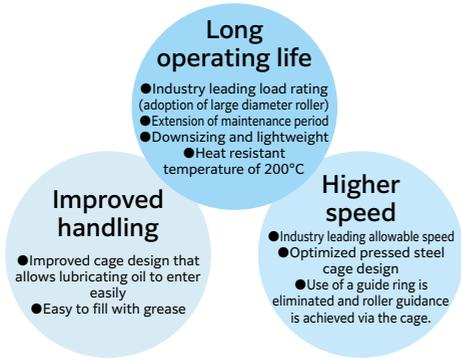 Long
operating life
●Industry leading load rating
(adoption of large diameter roller)
●Extension of maintenance period
●Downsizing and lightweight
●Heat resistant
temperature of 200°C
Improved
handling
●Improved cage design that
allows lubricating oil to enter
easily
●Easy to fill with grease
Higher
speed
●Industry leading allowable speed
●Optimized pressed steel
cage design
●Use of a guide ring is
eliminated and roller guidance
is achieved via the cage.